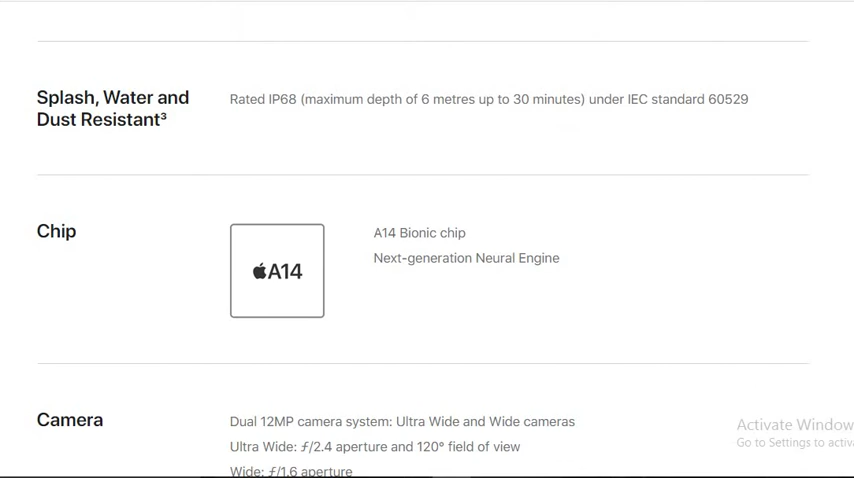 Splash, Water and
Dust Resistant³
Rated IP68 (maximum depth of 6 metres up to 30 minutes) under IEC standard 60529
Chip
A14
A14 Bionic chip
Next-generation Neural Engine
Camera
Dual 12MP camera system: Ultra Wide and Wide cameras
Ultra Wide: ƒ/2.4 aperture and 120° field of view
Wide: ƒ/1.6 aperture
Activate Window
Go to Settings to activa